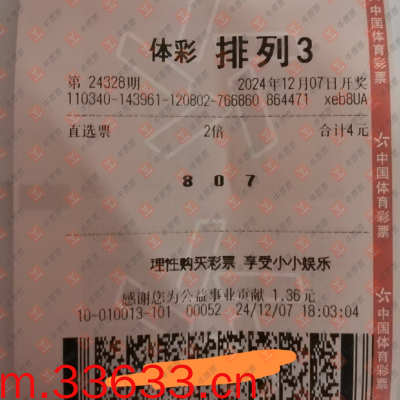 体彩 排列3
第 24328期 2024年12月07日开奖
110340-143961-120802-766860 864471 xeb8UA
直选票 2倍 合计4元
8 0 7
理性购买彩票 享受小小娱乐
感谢您为公益事业贡献 1.36元
10-010013-101 00052 24/12/07 18:03:04
m.33633.cn
中国体育彩票
中国体育彩票